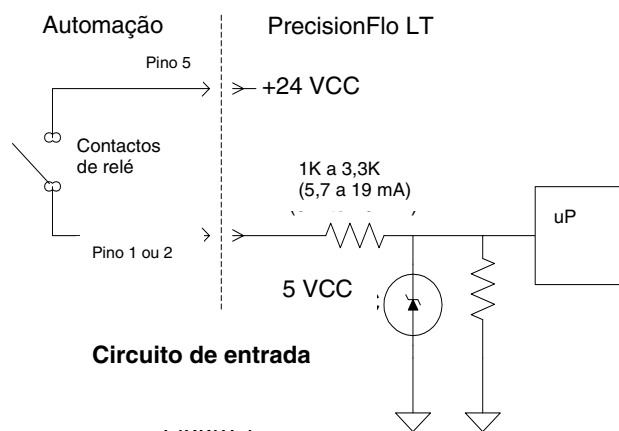 Automação
PrecisionFlo LT
Pino 5
+24 VCC
Contactos
de relé
1K a 3,3K
(5,7 a 19 mA)
uP
Pino 1 ou 2
5 VCC
Circuito de entrada